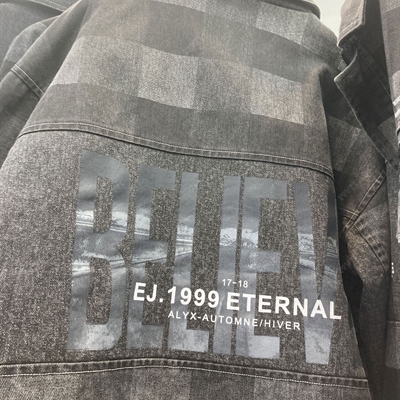 BELIEV
17-18
EJ.1999 ETERNAL
ALYX-AUTOMNE/HIVER